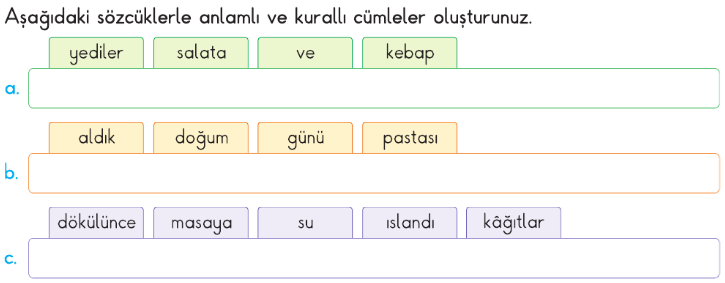 Aşağıdaki sözcüklerle anlamlı ve kurallı cümleler oluşturunuz.
yediler salata ve kebap
a.
aldık doğum günü pastası
b.
dökülünce masaya su ıslandı kâğıtlar
c.